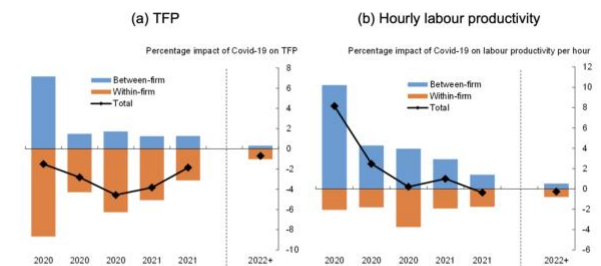 (a) TFP
(b) Hourly labour productivity
Percentage impact of Covid-19 on TFP
Between-firm
Within-firm
Total
8
6
4
2
0
-2
-4
-6
-8
-10
2020 2020 2020 2021 2021 2022+
Percentage impact of Covid-19 on labour productivity per hour
Between-firm
Within-firm
Total
12
10
8
6
4
2
0
-2
-4
-6
2020 2020 2020 2021 2021 2022+